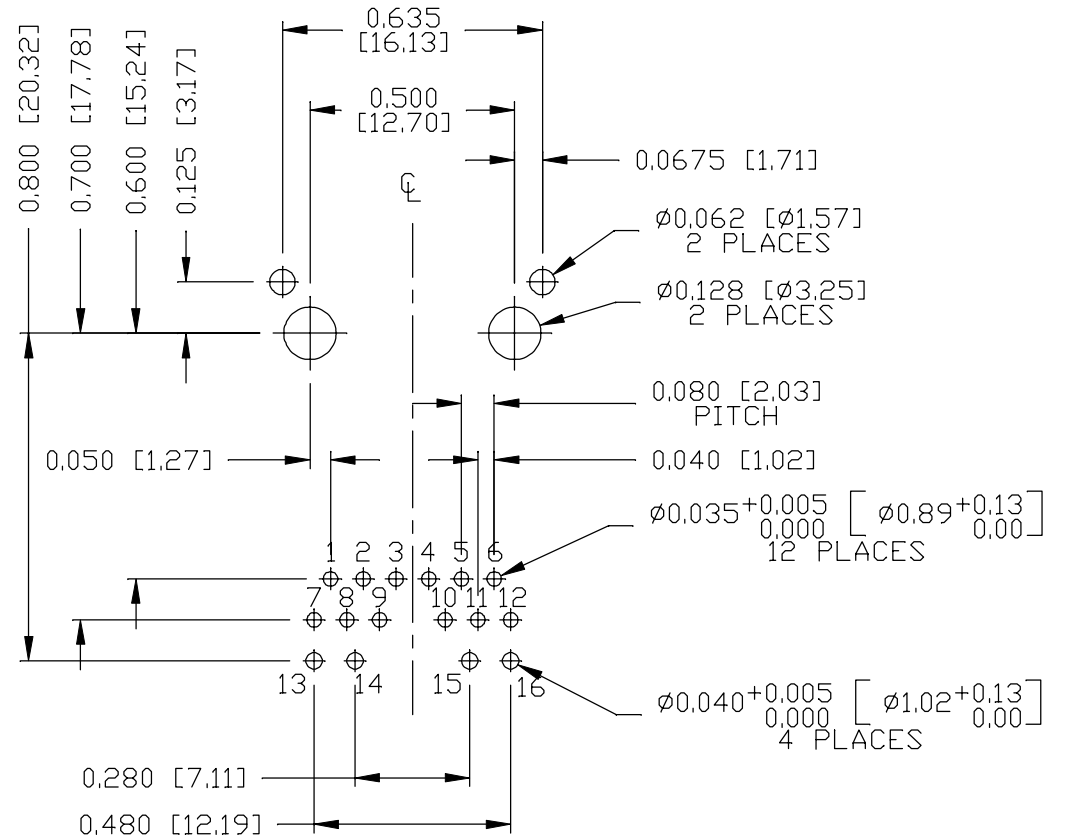 0,635
[16,13]
0,500
[12,70]
0,800 [20,32]
0,700 [17,78]
0,600 [15,24]
0,125 [3,17]
℄
0,0675 [1,71]
Ø0,062 [Ø1,57]
2 PLACES
Ø0,128 [Ø3,25]
2 PLACES
0,080 [2,03]
PITCH
0,050 [1,27]
0,040 [1,02]
Ø0,035+0,005 [ Ø0,89+0,13 ]
0,000 0,00
12 PLACES
1 2 3 4 5 6
7 8 9 10 11 12
13 14 15 16
Ø0,040+0,005 [ Ø1,02+0,13 ]
0,000 0,00
4 PLACES
0,280 [7,11]
0,480 [12,19]